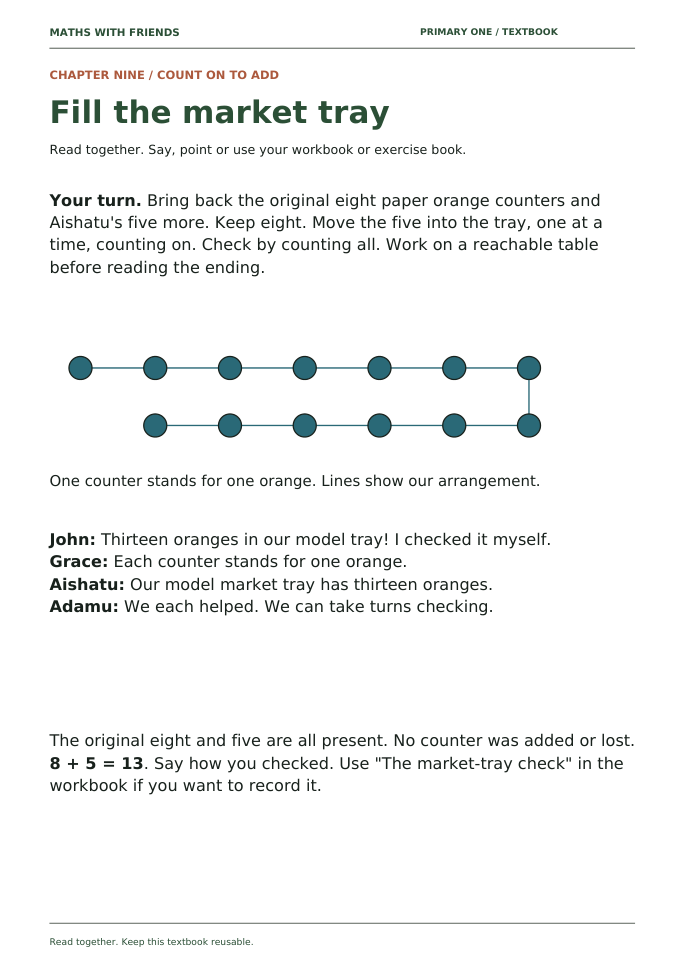 MATHS WITH FRIENDS
PRIMARY ONE / TEXTBOOK
CHAPTER NINE / COUNT ON TO ADD
Fill the market tray
Read together. Say, point or use your workbook or exercise book.
Your turn. Bring back the original eight paper orange counters and
Aishatu's five more. Keep eight. Move the five into the tray, one at a
time, counting on. Check by counting all. Work on a reachable table
before reading the ending.
One counter stands for one orange. Lines show our arrangement.
John: Thirteen oranges in our model tray! I checked it myself.
Grace: Each counter stands for one orange.
Aishatu: Our model market tray has thirteen oranges.
Adamu: We each helped. We can take turns checking.
The original eight and five are all present. No counter was added or lost.
8 + 5 = 13. Say how you checked. Use "The market-tray check" in the
workbook if you want to record it.
Read together. Keep this textbook reusable.